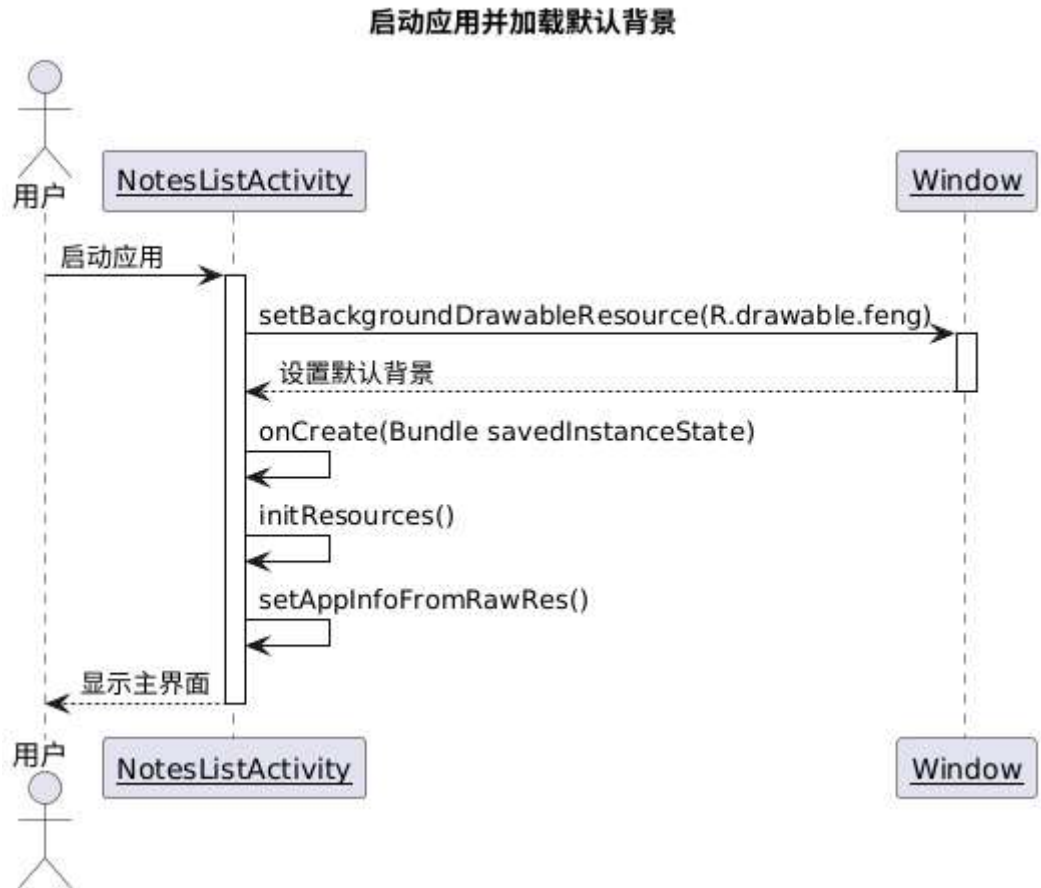 启动应用并加载默认背景
用户
NotesListActivity
Window
启动应用
setBackgroundDrawableResource(R.drawable.feng)
设置默认背景
onCreate(Bundle savedInstanceState)
initResources()
setAppInfoFromRawRes()
显示主界面
用户
NotesListActivity
Window